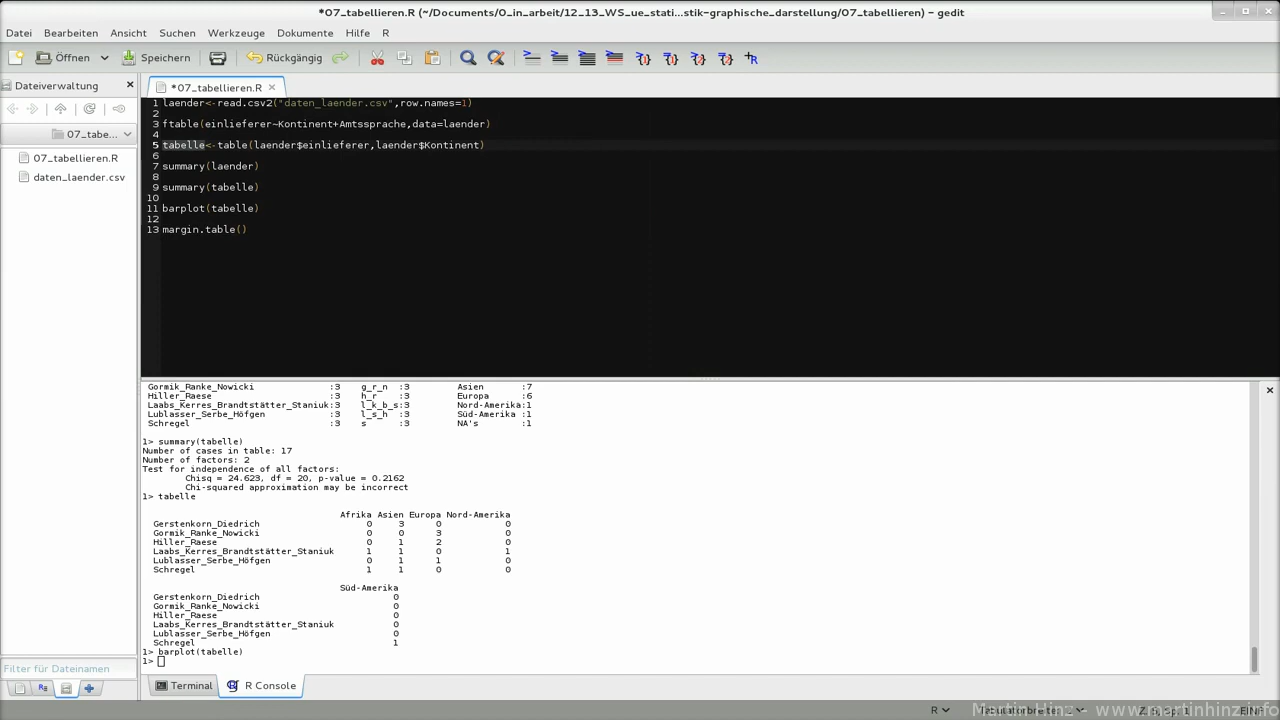 *07_tabellieren.R (~/Documents/0_in_arbeit/12_13_WS_ue_stati...stik-graphische_darstellung/07_tabellieren) – gedit
Datei Bearbeiten Ansicht Suchen Werkzeuge Dokumente Hilfe R
Öffnen Speichern Rückgängig
Dateiverwaltung
*07_tabellieren.R
07_tabe...
07_tabellieren.R
daten_laender.csv
1 laender<-read.csv2("daten_laender.csv",row.names=1)
2
3 ftable(einlieferer~Kontinent+Amtssprache,data=laender)
4
5 tabelle<-table(laender$einlieferer,laender$Kontinent)
6
7 summary(laender)
8
9 summary(tabelle)
10
11 barplot(tabelle)
12
13 margin.table()
Gormik_Ranke_Nowicki :3 g_r_n :3 Asien :7
Hiller_Raese :3 h_r :3 Europa :6
Laabs_Kerres_Brandtstätter_Staniuk:3 l_k_b_s:3 Nord-Amerika:1
Lublasser_Serbe_Höfgen :3 l_s_h :3 Süd-Amerika :1
Schregel :3 s :3 NA's :1
1> summary(tabelle)
Number of cases in table: 17
Number of factors: 2
Test for independence of all factors:
Chisq = 24.623, df = 20, p-value = 0.2162
Chi-squared approximation may be incorrect
1> tabelle
Afrika Asien Europa Nord-Amerika
Gerstenkorn_Diedrich 0 3 0 0
Gormik_Ranke_Nowicki 0 0 3 0
Hiller_Raese 0 1 2 0
Laabs_Kerres_Brandtstätter_Staniuk 1 1 0 1
Lublasser_Serbe_Höfgen 0 1 1 0
Schregel 1 1 0 0
Süd-Amerika
Gerstenkorn_Diedrich 0
Gormik_Ranke_Nowicki 0
Hiller_Raese 0
Laabs_Kerres_Brandtstätter_Staniuk 0
Lublasser_Serbe_Höfgen 0
Schregel 1
1> barplot(tabelle)
1>
Filter für Dateinamen
Terminal R Console
R
Martin Hinz - www.martinhinz.info